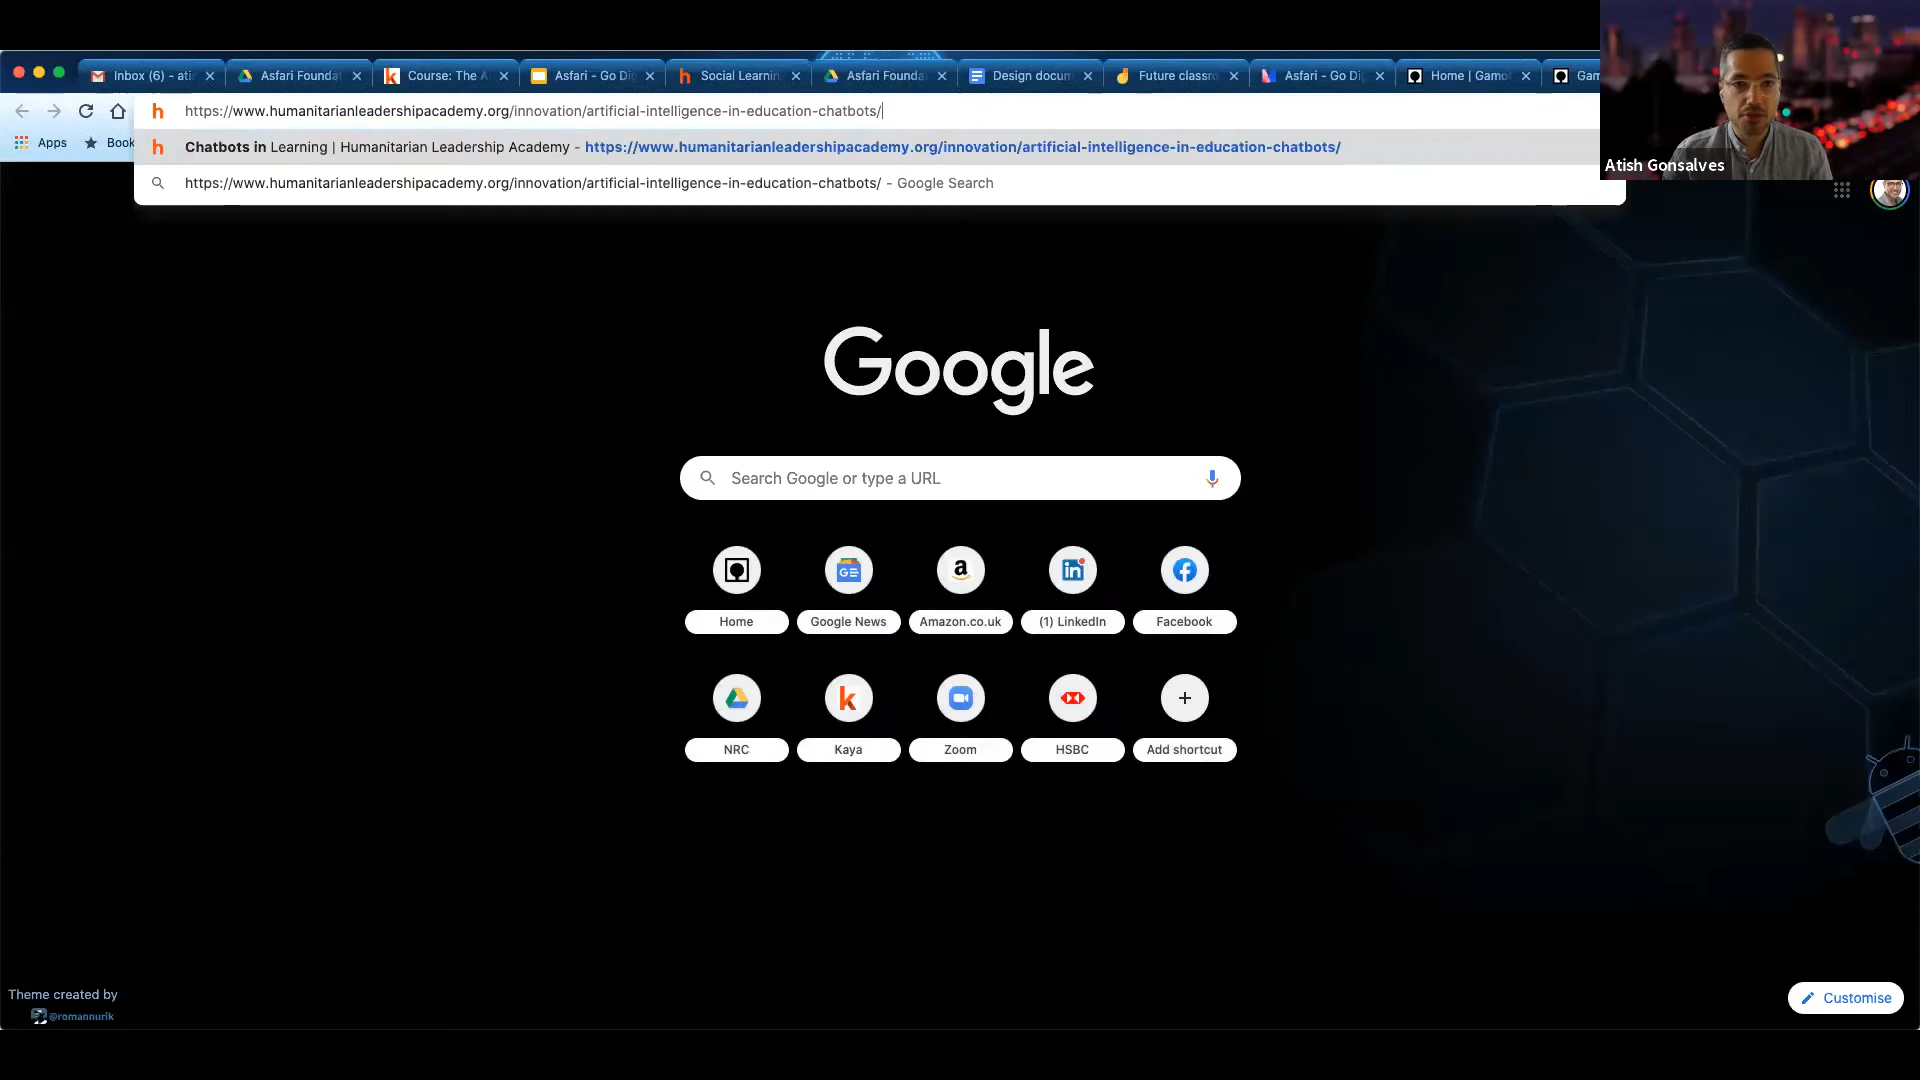 Inbox (6) - ati
Asfari Founda
Course: The A
Asfari - Go Di
Social Learnin
Asfari Founda
Design docum
Future classro
Asfari - Go Di
Home | Gamo
Gam
https://www.humanitarianleadershipacademy.org/innovation/artificial-intelligence-in-education-chatbots/
Apps
Book
Chatbots in Learning | Humanitarian Leadership Academy - https://www.humanitarianleadershipacademy.org/innovation/artificial-intelligence-in-education-chatbots/
https://www.humanitarianleadershipacademy.org/innovation/artificial-intelligence-in-education-chatbots/ - Google Search
Atish Gonsalves
Google
Search Google or type a URL
Home
Google News
Amazon.co.uk
(1) LinkedIn
Facebook
NRC
Kaya
Zoom
HSBC
Add shortcut
Theme created by
@romannurik
Customise